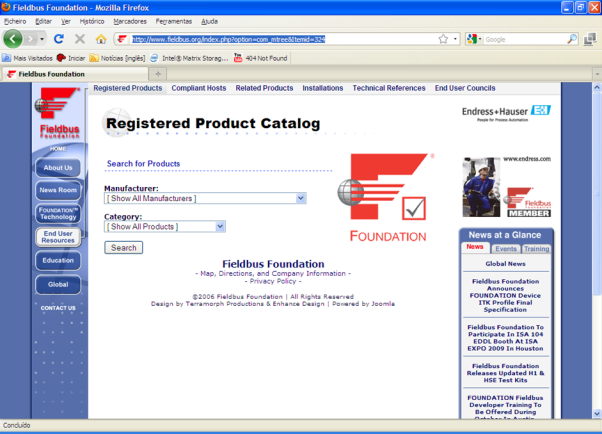 Fieldbus Foundation - Mozilla Firefox
Ficheiro Editar Ver Histórico Marcadores Ferramentas Ajuda
http://www.fieldbus.org/index.php?option=com_mtree&Itemid=324
Google
Mais Visitados Iniciar Notícias [inglês] Intel® Matrix Storag... 404 Not Found
Fieldbus Foundation
Registered Products Compliant Hosts Related Products Installations Technical References End User Councils
Fieldbus
Foundation
HOME
About Us
News Room
FOUNDATION™
Technology
End User
Resources
Education
Global
CONTACT US
Registered Product Catalog
Search for Products
Manufacturer:
[ Show All Manufacturers ]
Category:
[ Show All Products ]
Search
FOUNDATION
Fieldbus Foundation
- Map, Directions, and Company Information -
- Privacy Policy -
©2006 Fieldbus Foundation | All Rights Reserved
Design by Terramorph Productions & Enhance Design | Powered by Joomla
Endress+Hauser EH
People for Process Automation
www.endress.com
Fieldbus
Foundation
MEMBER
News at a Glance
News Events Training
Global News
Fieldbus Foundation
Announces
FOUNDATION Device
ITK Profile Final
Specification
Fieldbus Foundation To
Participate In ISA 104
EDDL Booth At ISA
EXPO 2009 In Houston
Fieldbus Foundation
Releases Updated H1 &
HSE Test Kits
FOUNDATION Fieldbus
Developer Training To
Be Offered During
October In Austin
Concluído